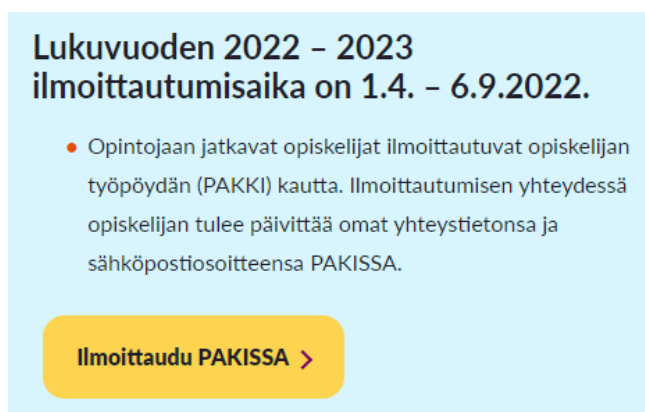 Lukuvuoden 2022 – 2023
ilmoittautumisaika on 1.4. – 6.9.2022.
• Opintojaan jatkavat opiskelijat ilmoittautuvat opiskelijan
työpöydän (PAKKI) kautta. Ilmoittautumisen yhteydessä
opiskelijan tulee päivittää omat yhteystietonsa ja
sähköpostiosoitteensa PAKISSA.
Ilmoittaudu PAKISSA >